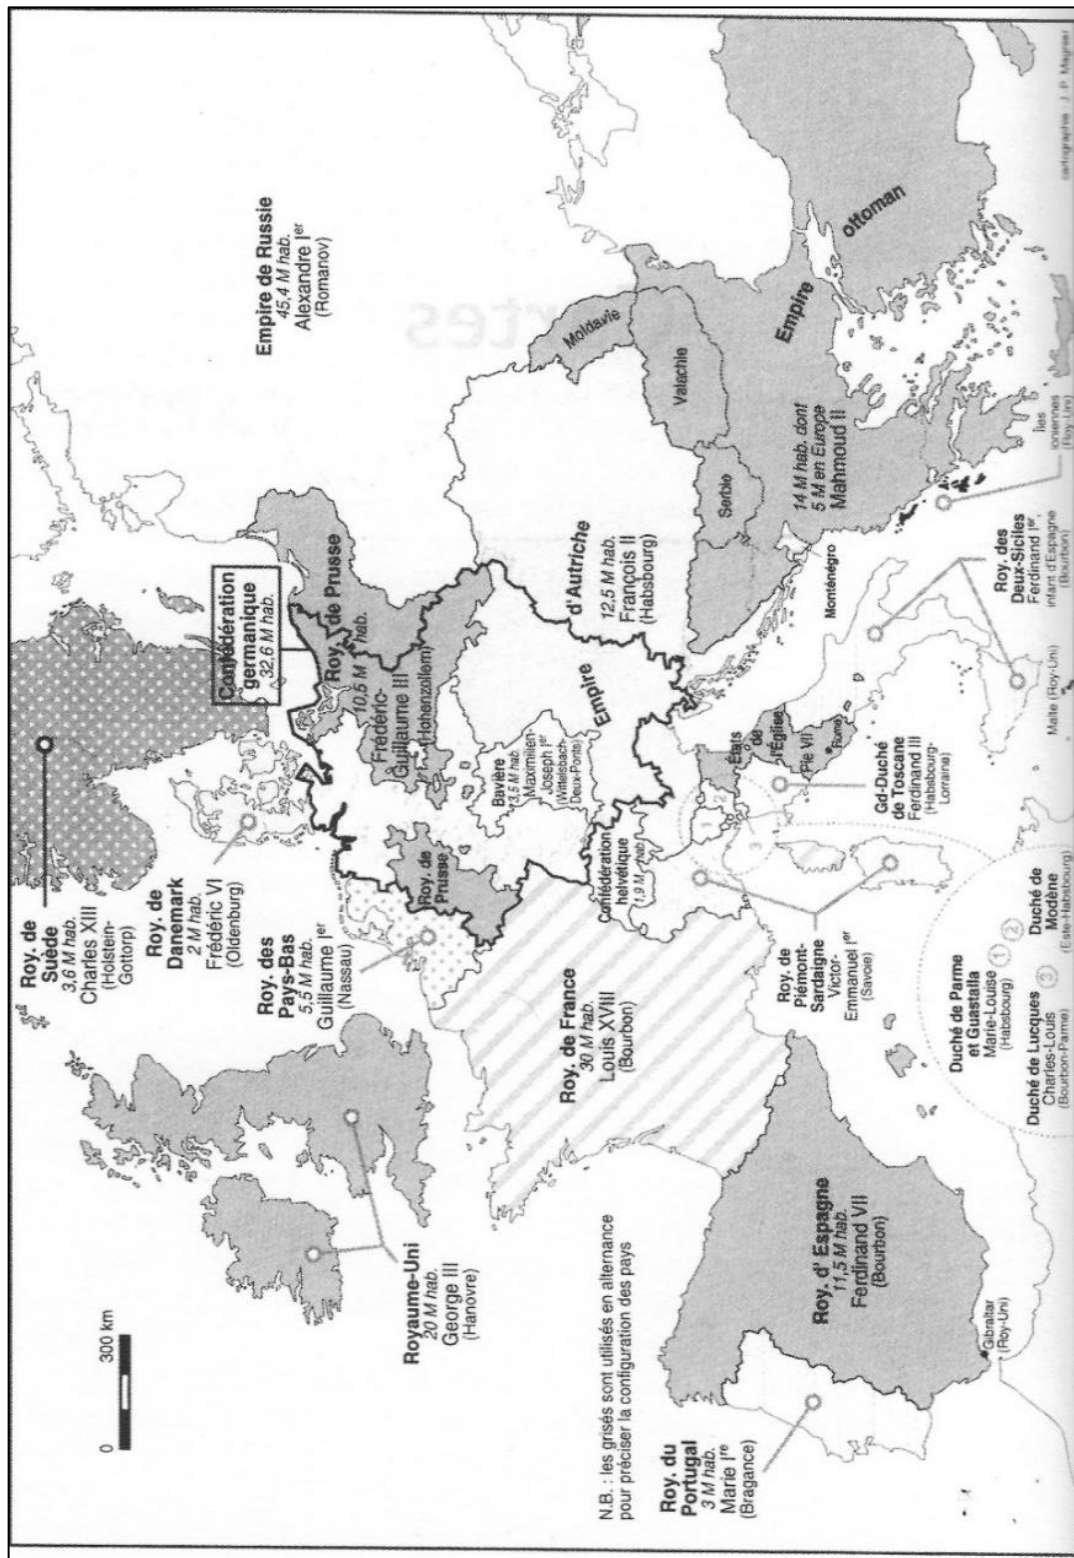 0 300 km
Royaume-Uni
20 M hab.
George III
(Hanovre)
Roy. de
Suède
3,6 M hab.
Charles XIII
(Holstein-
Gottorp)
Roy. de
Danemark
2 M hab.
Frédéric VI
(Oldenburg)
Roy. des
Pays-Bas
5,5 M hab.
Guillaume Ier
(Nassau)
Confédération
germanique
32,6 M hab.
Empire de Russie
45,4 M hab.
Alexandre Ier
(Romanov)
Roy. de Prusse
10,5 M hab.
Frédéric-
Guillaume III
(Hohenzollern)
Roy. de
Prusse
Bavière
3,5 M hab.
Maximilien-
Joseph Ier
(Wittelsbach-
Deux-Ponts)
Empire
d'Autriche
12,5 M hab.
François II
(Habsbourg)
Moldavie
Valachie
Serbie
Monténégro
Empire
ottoman
14 M hab. dont
5 M en Europe
Mahmoud II
Roy. de France
30 M hab.
Louis XVIII
(Bourbon)
Confédération
helvétique
1,9 M hab.
N.B. : les grisés sont utilisés en alternance
pour préciser la configuration des pays
Roy. du
Portugal
3 M hab.
Marie Ire
(Bragance)
Roy. d'Espagne
11,5 M hab.
Ferdinand VII
(Bourbon)
Gibraltar
(Roy-Uni)
Roy. de
Piémont-
Sardaigne
Victor-
Emmanuel Ier
(Savoie)
États
de
l'Église
Pie VII
Rome
Gd-Duché
de Toscane
Ferdinand III
(Habsbourg-
Lorraine)
Roy. des
Deux-Siciles
Ferdinand Ier,
infant d'Espagne
(Bourbon)
Îles
ioniennes
(Roy-Uni)
Malte (Roy-Uni)
1
2
3
Duché de Parme
et Guastalla 1
Marie-Louise
(Habsbourg)
Duché de Lucques 3
Charles-Louis
(Bourbon-Parme)
2 Duché de
Modène
(Este-Habsbourg)
cartographie : J. P. Magnier